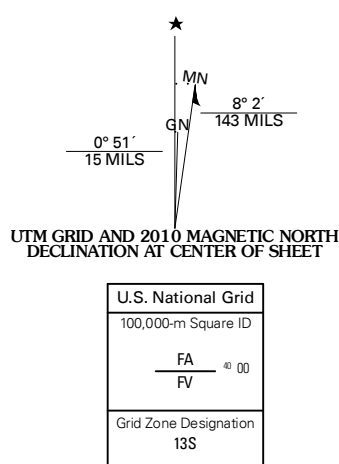 ★
MN
8° 2´
143 MILS
GN
0° 51´
15 MILS
UTM GRID AND 2010 MAGNETIC NORTH
DECLINATION AT CENTER OF SHEET
U.S. National Grid
100,000-m Square ID
FA
40 00
FV
Grid Zone Designation
13S